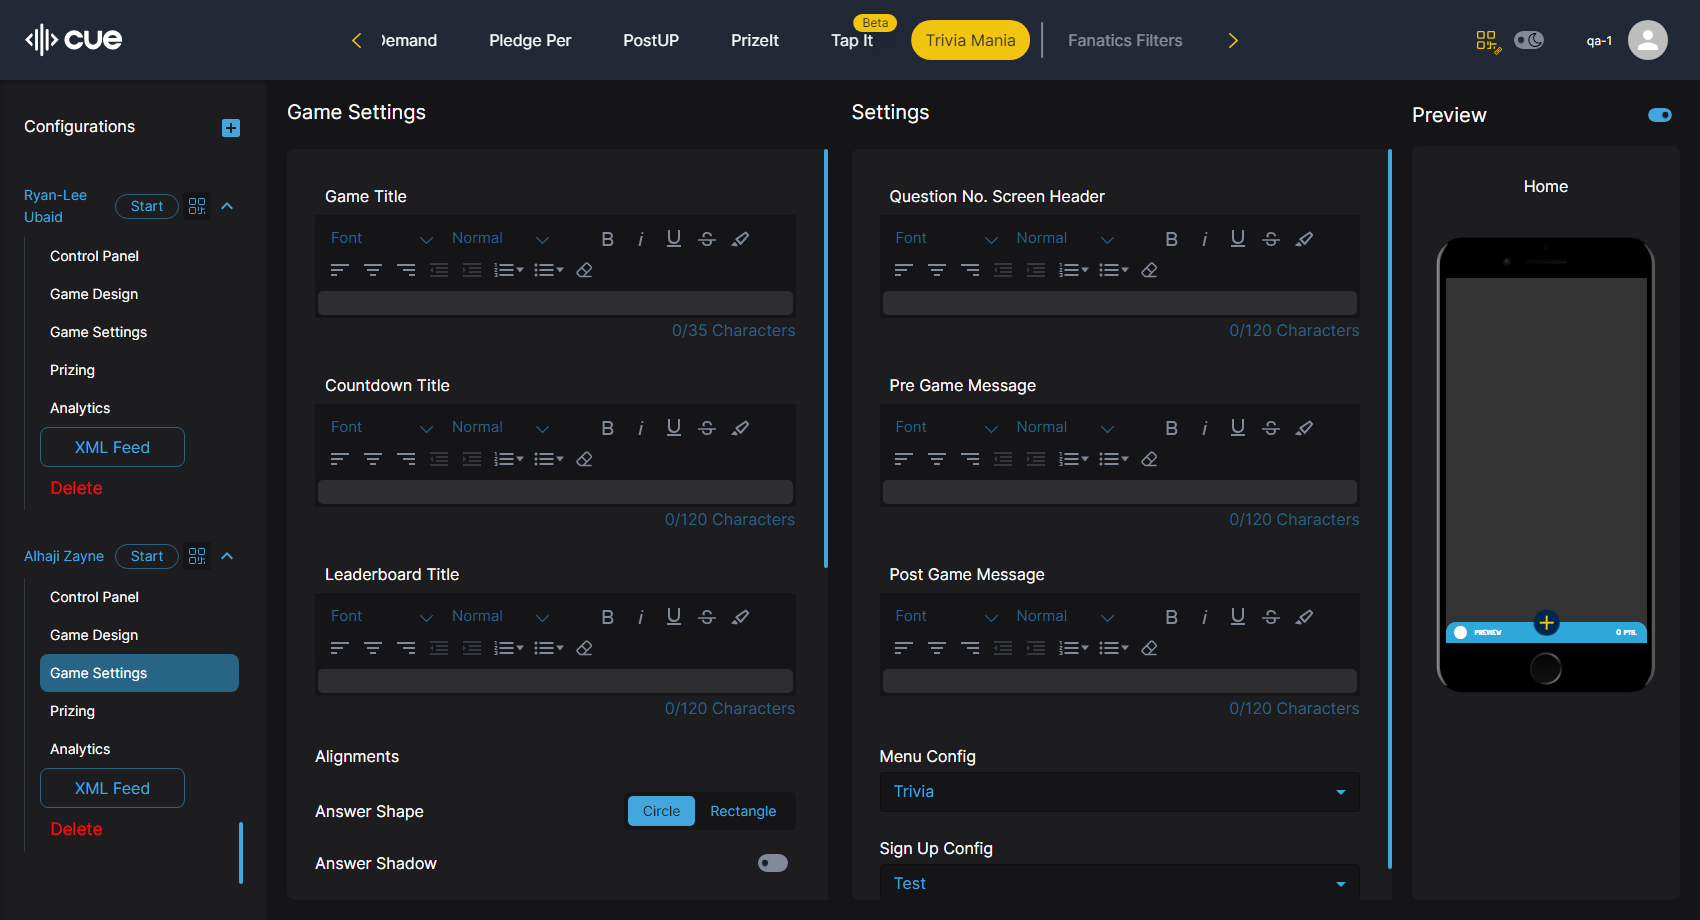 cue
Demand
Pledge Per
PostUP
PrizeIt
Tap It
Beta
Trivia Mania
Fanatics Filters
qa-1
Configurations
Ryan-Lee
Ubaid
Start
Control Panel
Game Design
Game Settings
Prizing
Analytics
XML Feed
Delete
Alhaji Zayne
Start
Control Panel
Game Design
Game Settings
Prizing
Analytics
XML Feed
Delete
Game Settings
Game Title
Font
Normal
0/35 Characters
Countdown Title
Font
Normal
0/120 Characters
Leaderboard Title
Font
Normal
0/120 Characters
Alignments
Answer Shape
Circle
Rectangle
Answer Shadow
Settings
Question No. Screen Header
Font
Normal
0/120 Characters
Pre Game Message
Font
Normal
0/120 Characters
Post Game Message
Font
Normal
0/120 Characters
Menu Config
Trivia
Sign Up Config
Test
Preview
Home
PREVIEW
0 PTS.